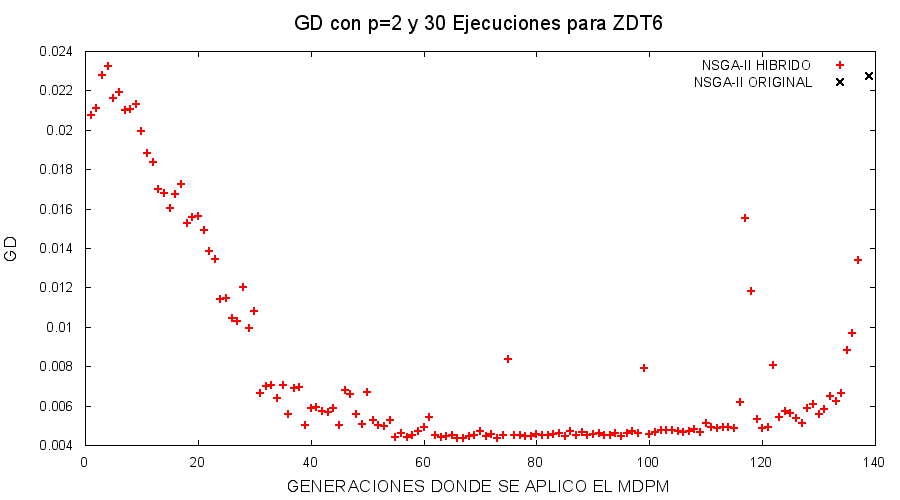 GD con p=2 y 30 Ejecuciones para ZDT6
NSGA-II HIBRIDO
NSGA-II ORIGINAL
0.024
0.022
0.02
0.018
0.016
0.014
0.012
0.01
0.008
0.006
0.004
GD
0 20 40 60 80 100 120 140
GENERACIONES DONDE SE APLICO EL MDPM